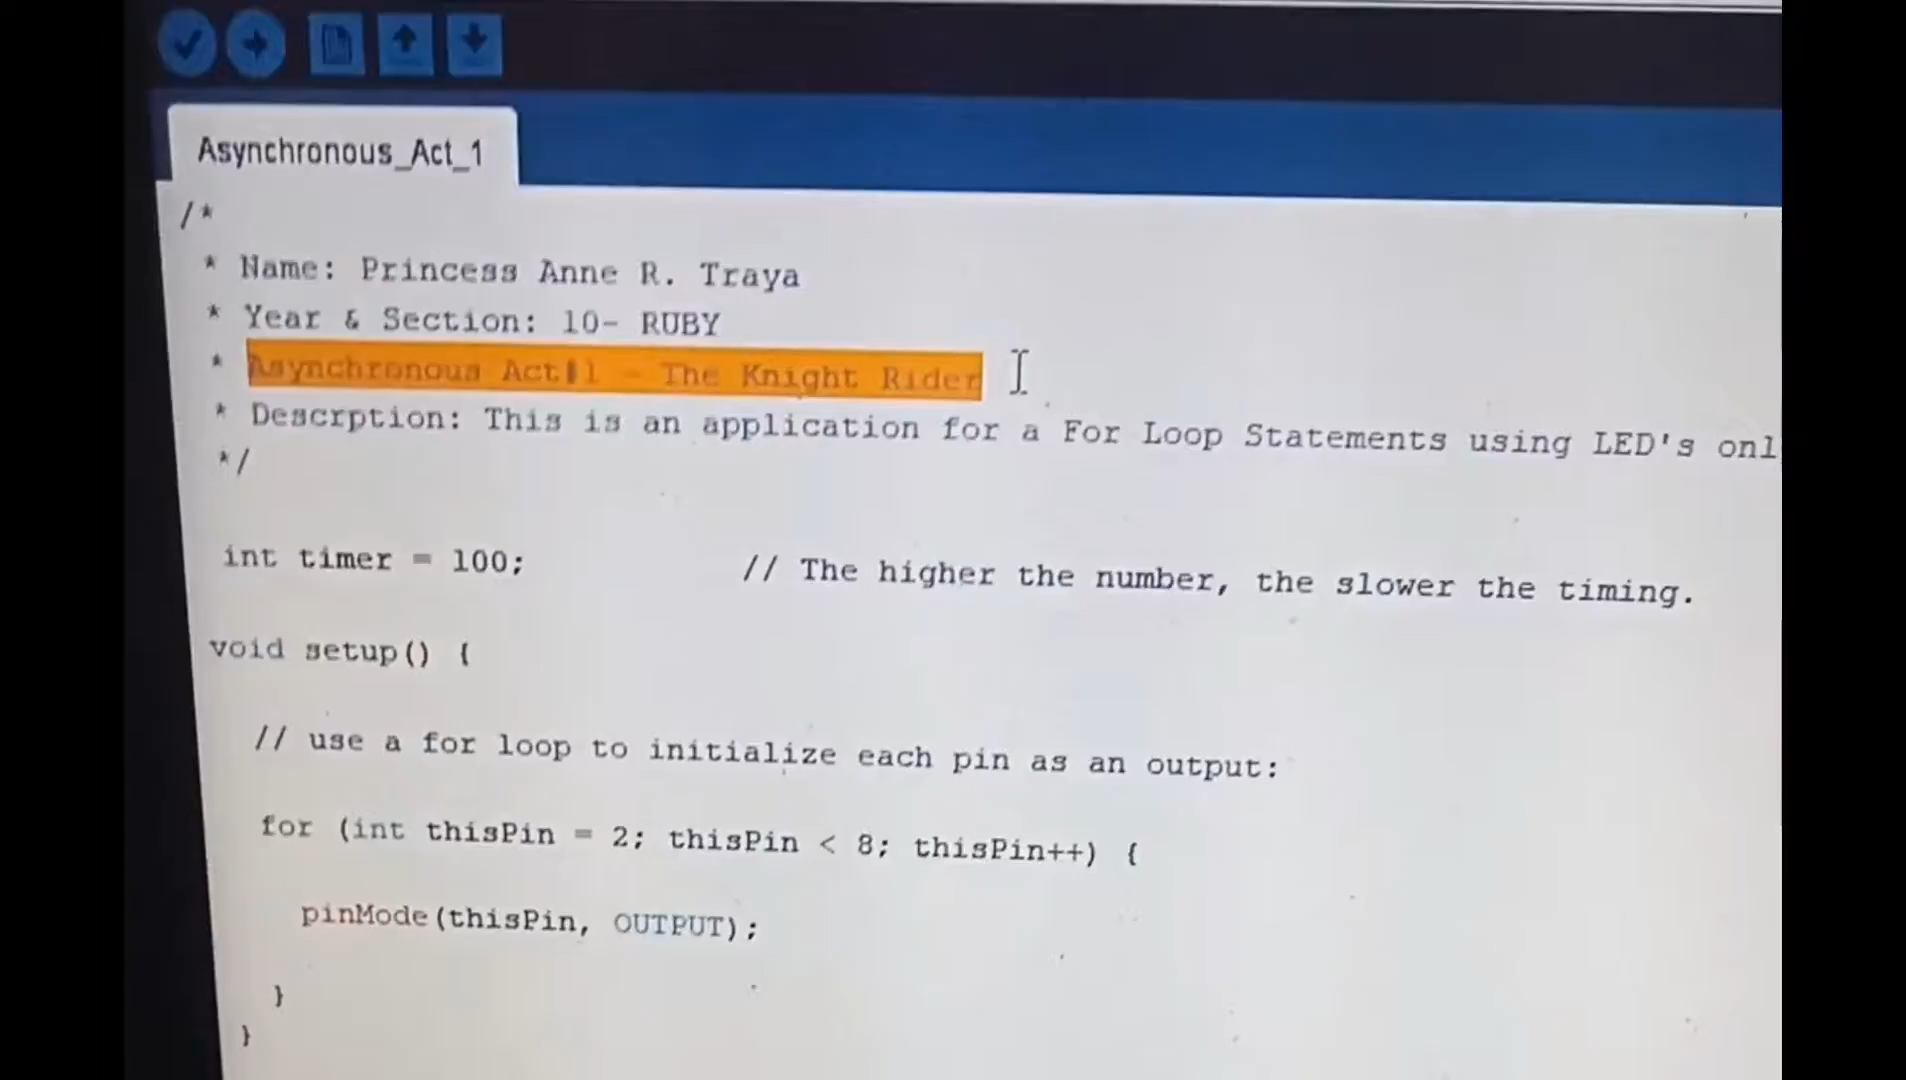 Asynchronous_Act_1
/*
* Name: Princess Anne R. Traya
* Year & Section: 10- RUBY
* Asynchronous Act#1 - The Knight Rider
* Descrption: This is an application for a For Loop Statements using LED's onl
*/
int timer = 100; // The higher the number, the slower the timing.
void setup() {
// use a for loop to initialize each pin as an output:
for (int thisPin = 2; thisPin < 8; thisPin++) {
pinMode(thisPin, OUTPUT);
}
}